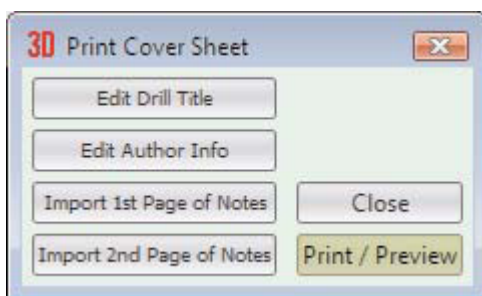 3D Print Cover Sheet
Edit Drill Title
Edit Author Info
Import 1st Page of Notes
Close
Import 2nd Page of Notes
Print / Preview